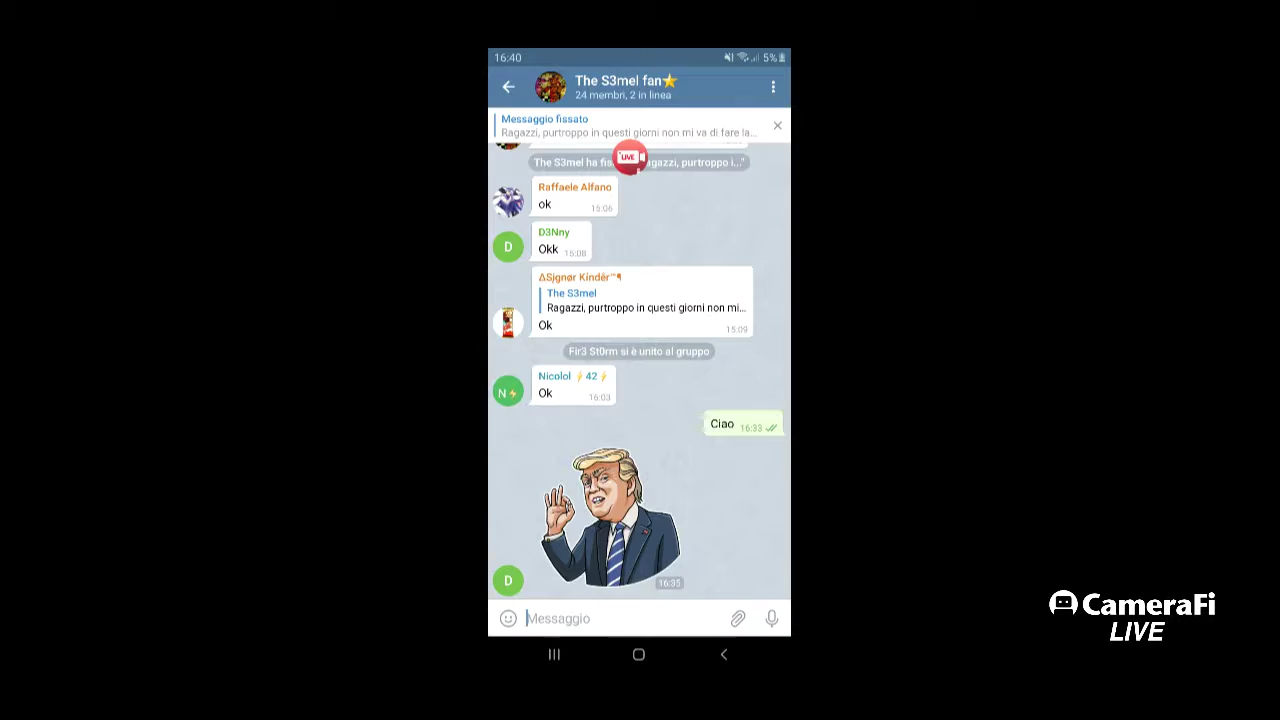 16:40
5%
The S3mel fan⭐
24 membri, 2 in linea
Messaggio fissato
Ragazzi, purtroppo in questi giorni non mi va di fare la...
The S3mel ha fis
agazzi, purtroppo i..."
LIVE
Raffaele Alfano
ok
15:06
D3Nny
D
Okk
15:08
ΔSjgnør Kindêr™¶
The S3mel
Ragazzi, purtroppo in questi giorni non mi...
Ok
15:09
Fir3 St0rm si è unito al gruppo
Nicolol ⚡42⚡
N⚡
Ok
16:03
Ciao
16:33
D
16:35
Messaggio
CameraFi
LIVE